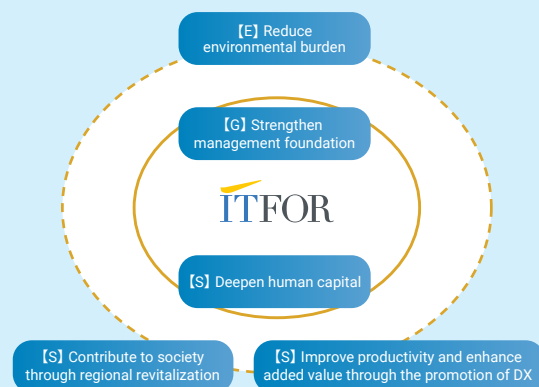 【E】Reduce
environmental burden
【G】Strengthen
management foundation
ITFOR
【S】Deepen human capital
【S】Contribute to society
through regional revitalization
【S】Improve productivity and enhance
added value through the promotion of DX